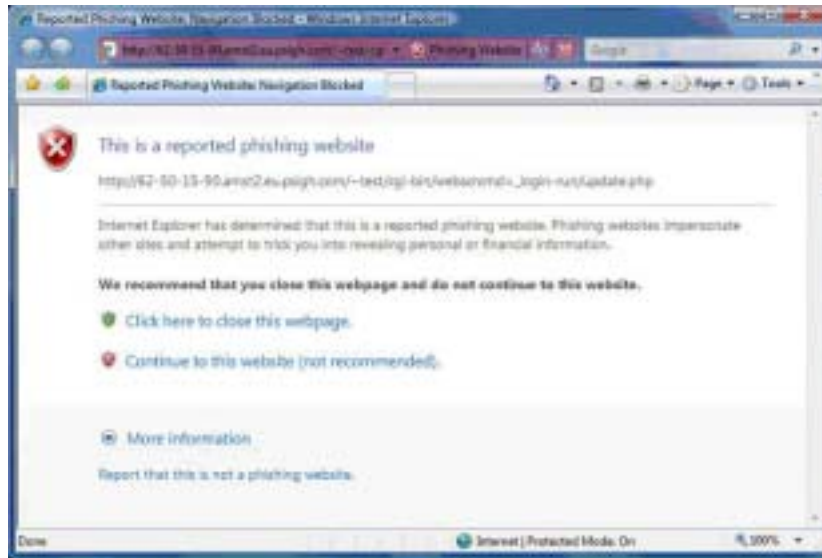 Reported Phishing Website: Navigation Blocked - Windows Internet Explorer
Phishing Website
Google
Reported Phishing Website: Navigation Blocked
Page
Tools
This is a reported phishing website
Internet Explorer has determined that this is a reported phishing website. Phishing websites impersonate
other sites and attempt to trick you into revealing personal or financial information.
We recommend that you close this webpage and do not continue to this website.
Click here to close this webpage.
Continue to this website (not recommended).
More information
Report that this is not a phishing website.
Done
Internet | Protected Mode: On
100%